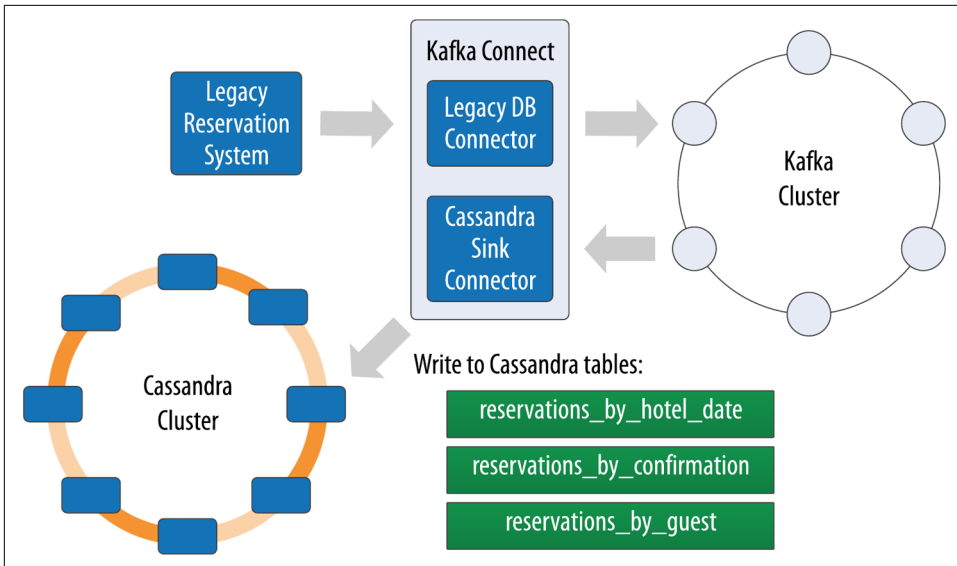 Kafka Connect
Legacy
Reservation
System
Legacy DB
Connector
Kafka
Cluster
Cassandra
Sink
Connector
Cassandra
Cluster
Write to Cassandra tables:
reservations_by_hotel_date
reservations_by_confirmation
reservations_by_guest